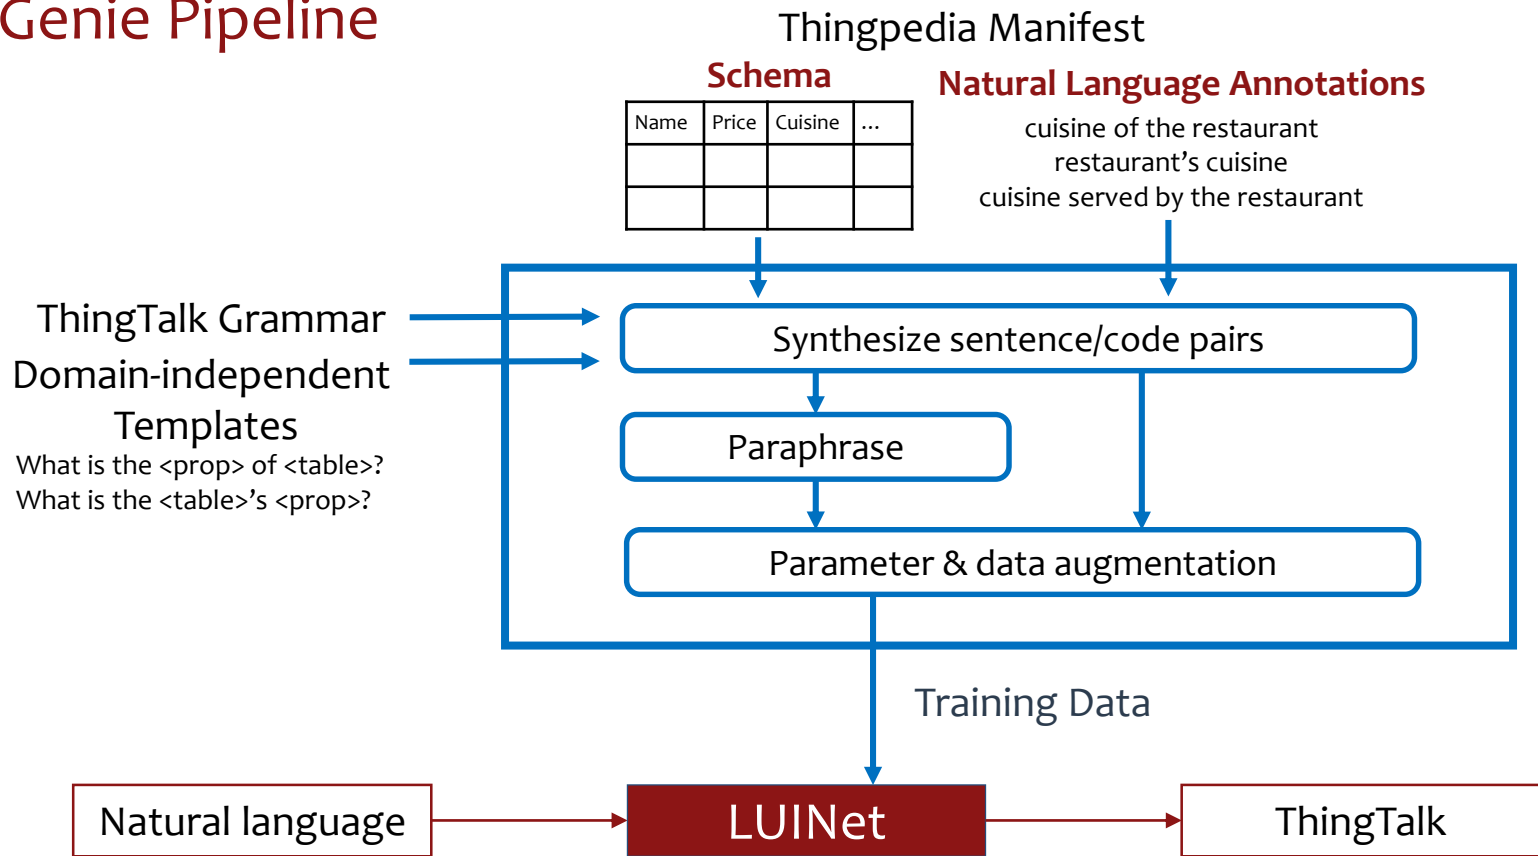 Genie Pipeline
Thingpedia Manifest
Schema
Natural Language Annotations
Name Price Cuisine ...
cuisine of the restaurant
restaurant’s cuisine
cuisine served by the restaurant
ThingTalk Grammar
Domain-independent
Templates
What is the <prop> of <table>?
What is the <table>’s <prop>?
Synthesize sentence/code pairs
Paraphrase
Parameter & data augmentation
Training Data
Natural language
LUINet
ThingTalk